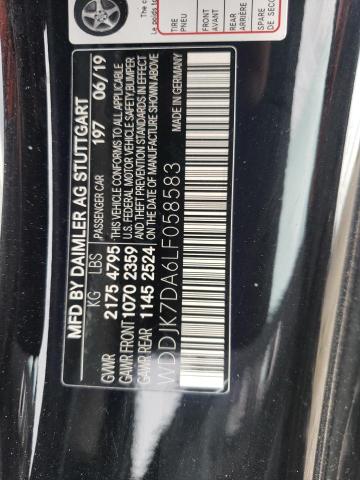 MFD BY DAIMLER AG STUTTGART
KG LBS PASSENGER CAR 197 06/19
GVWR 2175 4795 THIS VEHICLE CONFORMS TO ALL APPLICABLE
GAWR FRONT 1070 2359 U.S. FEDERAL MOTOR VEHICLE SAFETY,BUMPER
GAWR REAR 1145 2524 AND THEFT PREVENTION STANDARDS IN EFFECT
ON THE DATE OF MANUFACTURE SHOWN ABOVE
WDDJK7DA6LF058583
MADE IN GERMANY
TIRE
PNEU
FRONT
AVANT
REAR
ARRIÈRE
SPARE
DE SECO